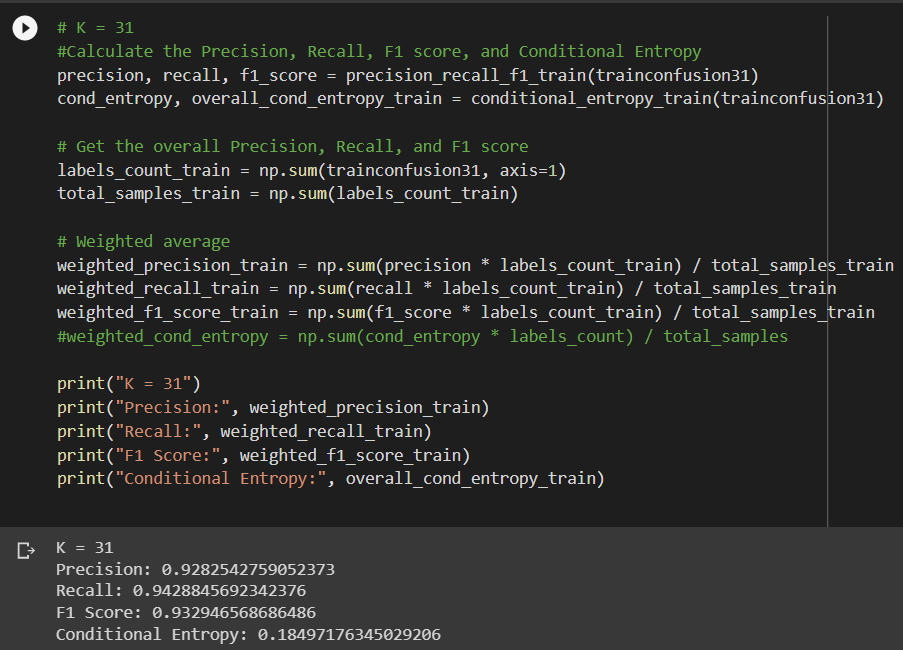 # K = 31
#Calculate the Precision, Recall, F1 score, and Conditional Entropy
precision, recall, f1_score = precision_recall_f1_train(trainconfusion31)
cond_entropy, overall_cond_entropy_train = conditional_entropy_train(trainconfusion31)
# Get the overall Precision, Recall, and F1 score
labels_count_train = np.sum(trainconfusion31, axis=1)
total_samples_train = np.sum(labels_count_train)
# Weighted average
weighted_precision_train = np.sum(precision * labels_count_train) / total_samples_train
weighted_recall_train = np.sum(recall * labels_count_train) / total_samples_train
weighted_f1_score_train = np.sum(f1_score * labels_count_train) / total_samples_train
#weighted_cond_entropy = np.sum(cond_entropy * labels_count) / total_samples
print("K = 31")
print("Precision:", weighted_precision_train)
print("Recall:", weighted_recall_train)
print("F1 Score:", weighted_f1_score_train)
print("Conditional Entropy:", overall_cond_entropy_train)
K = 31
Precision: 0.9282542759052373
Recall: 0.9428845692342376
F1 Score: 0.932946568686486
Conditional Entropy: 0.18497176345029206